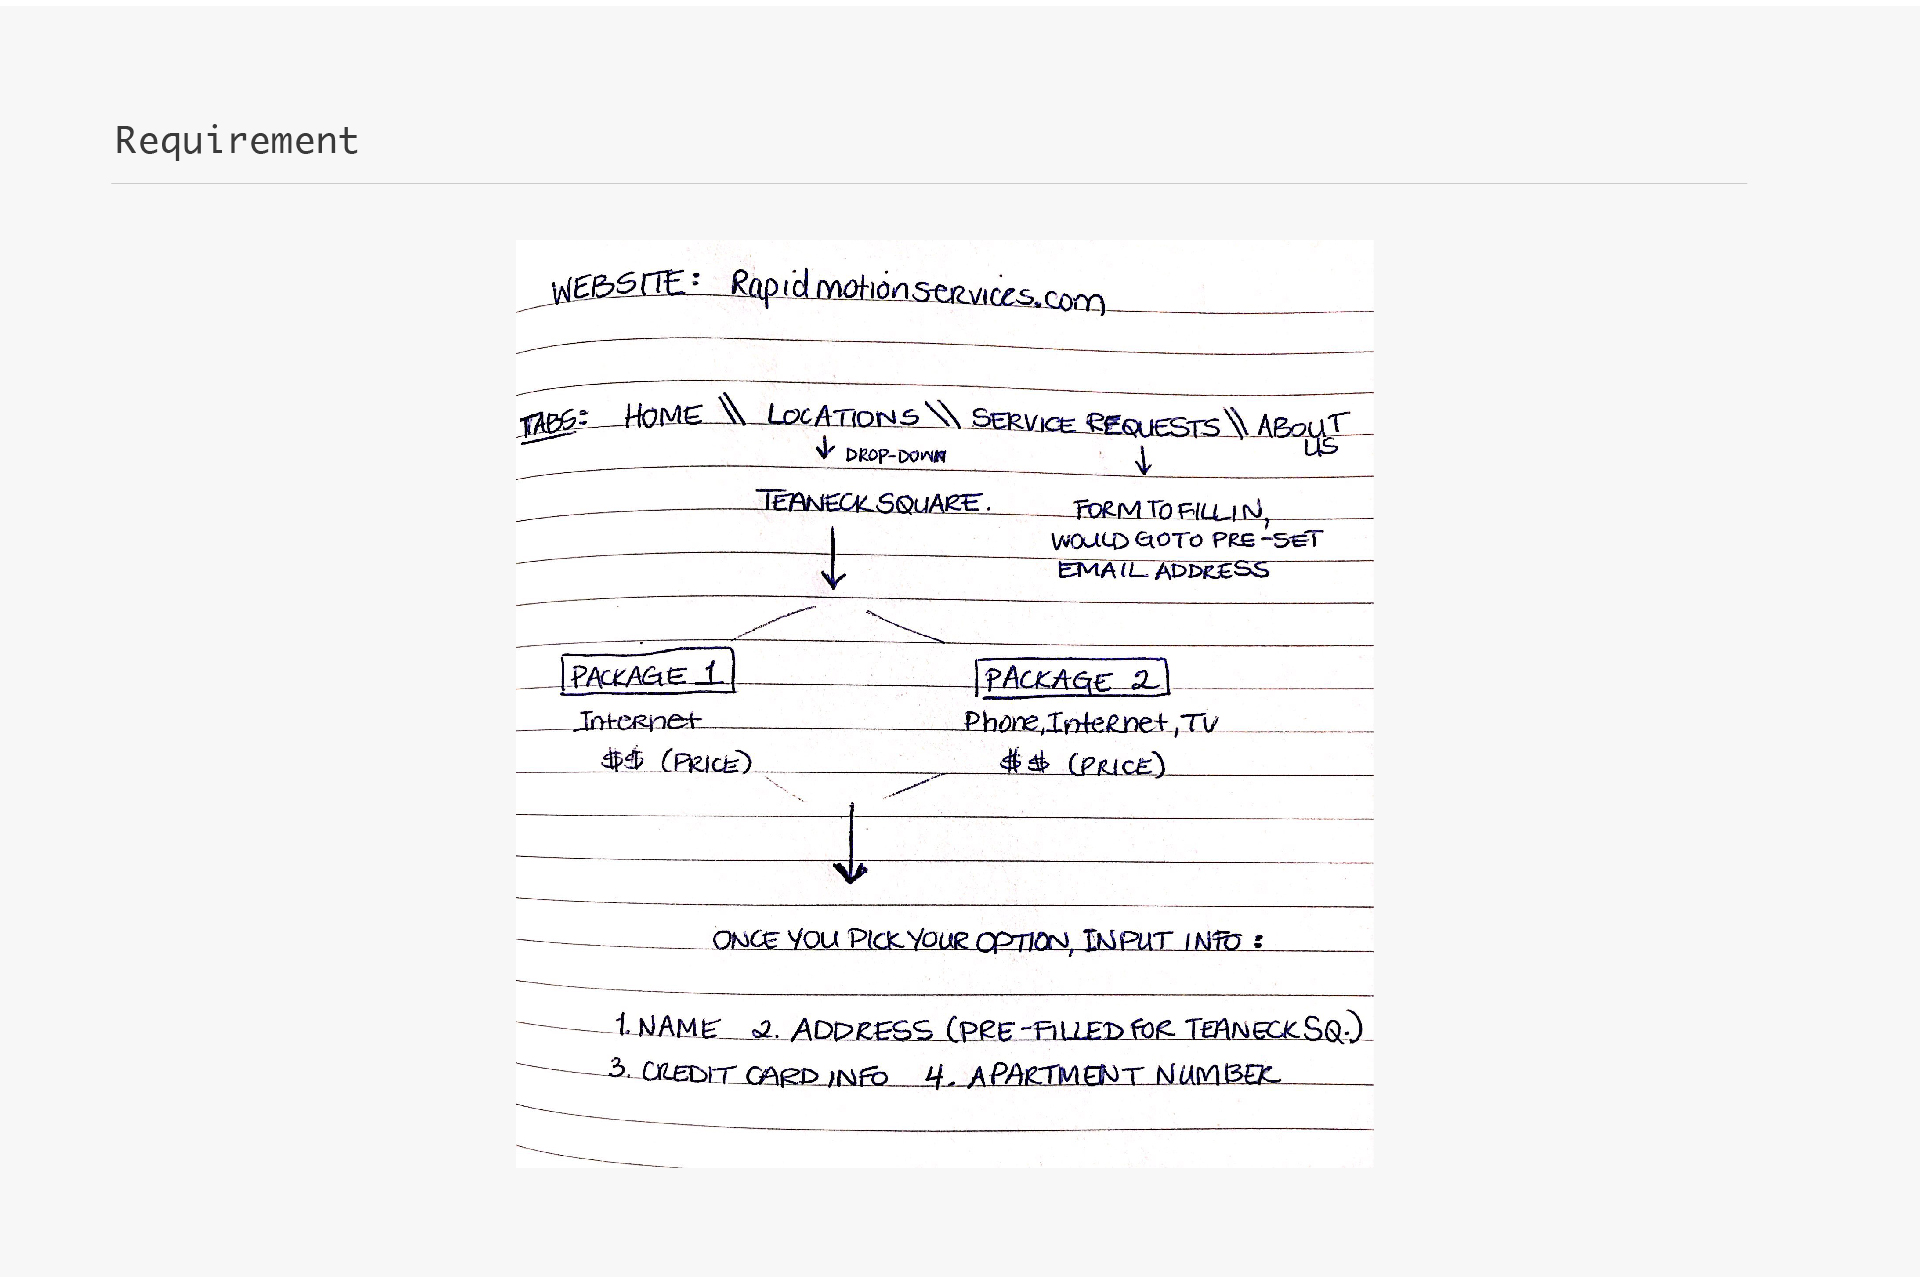 Requirement
WEBSITE: Rapidmotionservices.com
TABS: HOME \\ LOCATIONS \\ SERVICE REQUESTS \\ ABOUT US
↓ DROP-DOWN ↓
TEANECK SQUARE.
FORM TO FILL IN,
WOULD GO TO PRE-SET
EMAIL ADDRESS
PACKAGE 1
Internet
$$ (PRICE)
PACKAGE 2
Phone, Internet, TV
$$ (PRICE)
ONCE YOU PICK YOUR OPTION, INPUT INFO:
1. NAME 2. ADDRESS (PRE-FILLED FOR TEANECK SQ.)
3. CREDIT CARD INFO 4. APARTMENT NUMBER